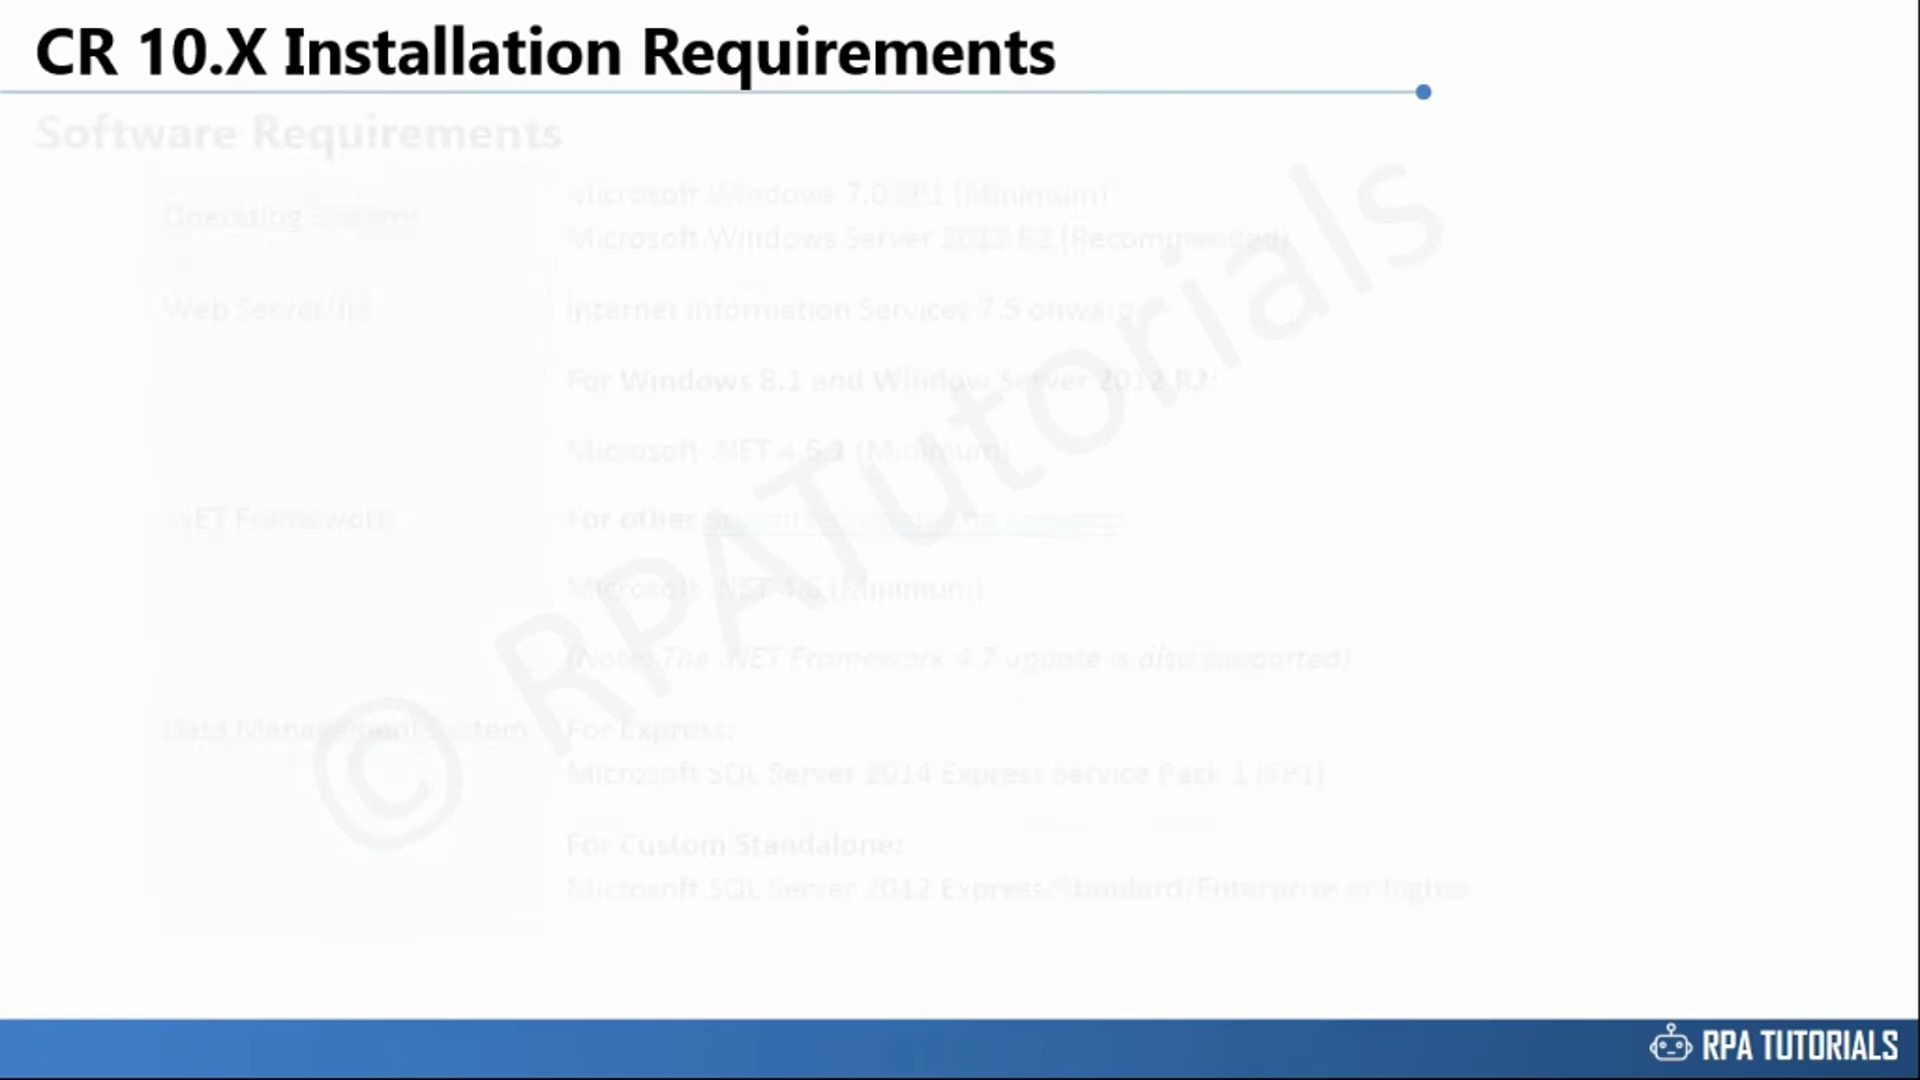 CR 10.X Installation Requirements
Software Requirements
Operating System
Microsoft Windows 7.0 SP1 (Minimum)
Microsoft Windows Server 2012 R2 (Recommended)
Web Server/IIS
Internet Information Services 7.5 onward
For Windows 8.1 and Window Server 2012 R2:
Microsoft .NET 4.6.1 (Minimum)
.NET Framework
For other
Microsoft .NET 4.6 (Minimum)
(Note: The .NET Framework 4.7 update is also supported)
Data Management System
For Express:
Microsoft SQL Server 2014 Express Service Pack 1 (SP1)
For Custom Standalone:
Microsoft SQL Server 2012 Express/Standard/Enterprise or higher
© RPATutorials
RPA TUTORIALS